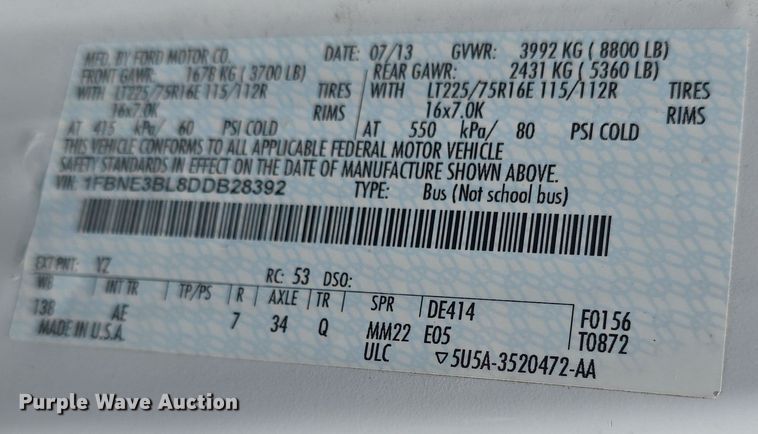 MFD. BY FORD MOTOR CO. DATE: 07/13 GVWR: 3992 KG ( 8800 LB)
FRONT GAWR: 1678 KG ( 3700 LB) REAR GAWR: 2431 KG ( 5360 LB)
WITH LT225/75R16E 115/112R TIRES WITH LT225/75R16E 115/112R TIRES
16x7.0K RIMS 16x7.0K RIMS
AT 415 kPa/ 60 PSI COLD AT 550 kPa/ 80 PSI COLD
THIS VEHICLE CONFORMS TO ALL APPLICABLE FEDERAL MOTOR VEHICLE
SAFETY STANDARDS IN EFFECT ON THE DATE OF MANUFACTURE SHOWN ABOVE.
VIN: 1FBNE3BL8DDB28392 TYPE: Bus (Not school bus)
EXT PNT: YZ RC: 53 DSO:
WB INT TR TP/PS R AXLE TR SPR DE414 F0156
138 AE 7 34 Q MM22 E05 T0872
MADE IN U.S.A. ULC ▽5U5A-3520472-AA
Purple Wave Auction